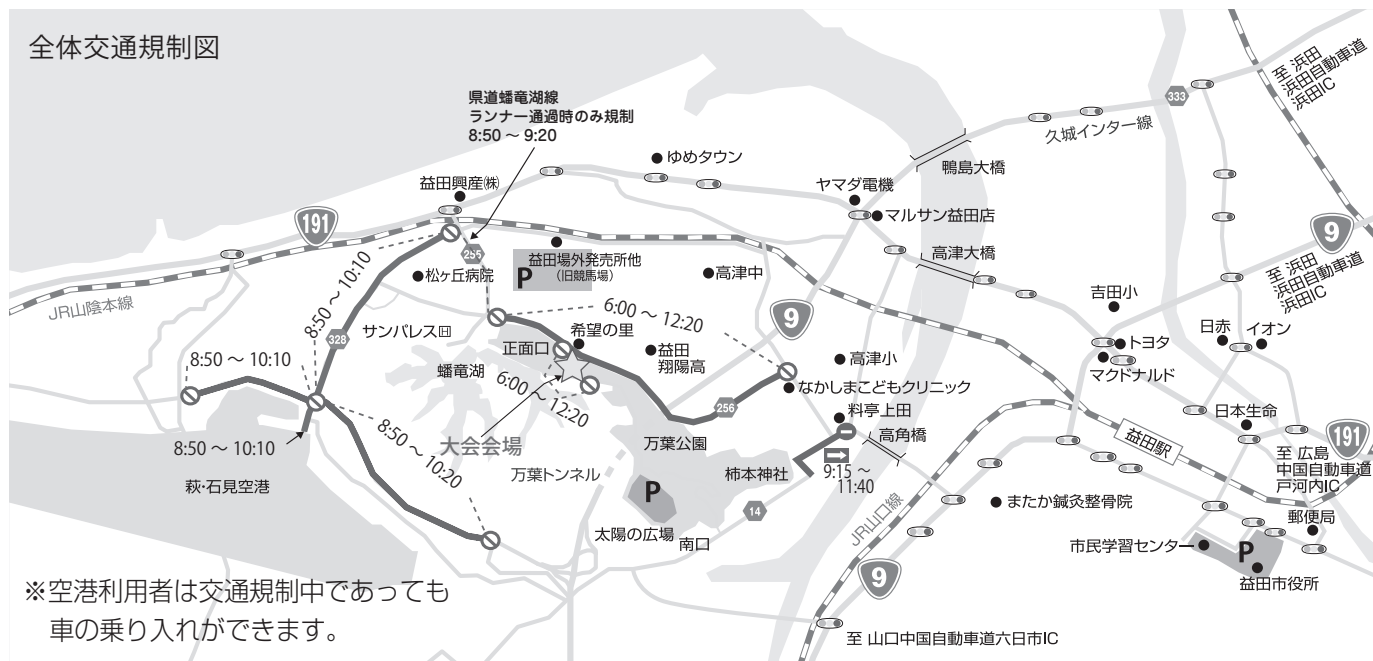 全体交通規制図
県道蟠竜湖線
ランナー通過時のみ規制
8:50～9:20
至 浜田
浜田自動車道
浜田IC
333
久城インター線
ゆめタウン
鴨島大橋
益田興産㈱
ヤマダ電機
マルサン益田店
191
255
益田場外発売所他
(旧競馬場)
P
松ヶ丘病院
高津中
高津大橋
9
至 浜田
浜田自動車道
浜田IC
JR山陰本線
8:50～10:10
6:00～12:20
9
吉田小
サンパレス日
希望の里
正面口
益田
翔陽高
高津小
トヨタ
日赤
イオン
328
8:50～10:10
蟠竜湖
6:00～12:20
なかしまこどもクリニック
マクドナルド
256
料亭上田
日本生命
8:50～10:10
8:50～10:20
大会会場
万葉公園
高角橋
益田駅
191
萩・石見空港
万葉トンネル
柿本神社
9:15～
11:40
至 広島
中国自動車道
戸河内IC
P
14
またか鍼灸整骨院
郵便局
太陽の広場
南口
JR山口線
市民学習センター
P
益田市役所
9
※空港利用者は交通規制中であっても
車の乗り入れができます。
至 山口中国自動車道六日市IC